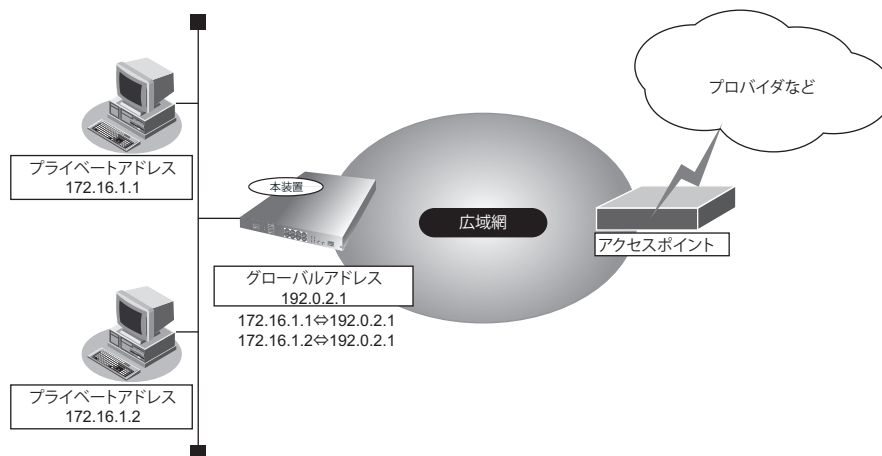 プロバイダなど
プライベートアドレス
172.16.1.1
本装置
広域網
アクセスポイント
グローバルアドレス
192.0.2.1
172.16.1.1⇔192.0.2.1
172.16.1.2⇔192.0.2.1
プライベートアドレス
172.16.1.2